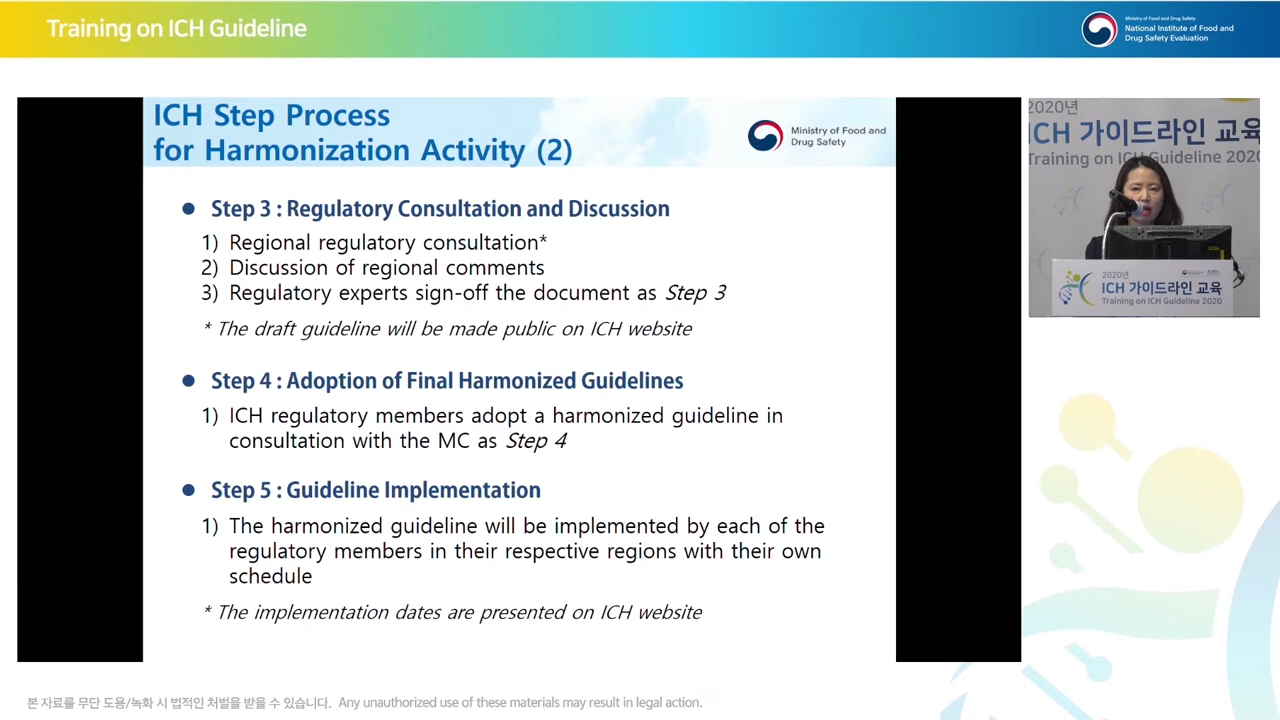 Training on ICH Guideline
Ministry of Food and Drug Safety
National Institute of Food and
Drug Safety Evaluation
ICH Step Process
for Harmonization Activity (2)
Ministry of Food and
Drug Safety
● Step 3 : Regulatory Consultation and Discussion
1) Regional regulatory consultation*
2) Discussion of regional comments
3) Regulatory experts sign-off the document as Step 3
* The draft guideline will be made public on ICH website
● Step 4 : Adoption of Final Harmonized Guidelines
1) ICH regulatory members adopt a harmonized guideline in
consultation with the MC as Step 4
● Step 5 : Guideline Implementation
1) The harmonized guideline will be implemented by each of the
regulatory members in their respective regions with their own
schedule
* The implementation dates are presented on ICH website
2020년
ICH 가이드라인 교육
Training on ICH Guideline 2020
2020년
ICH 가이드라인 교육
Training on ICH Guideline 2020
본 자료를 무단 도용/녹화 시 법적인 처벌을 받을 수 있습니다. Any unauthorized use of these materials may result in legal action.